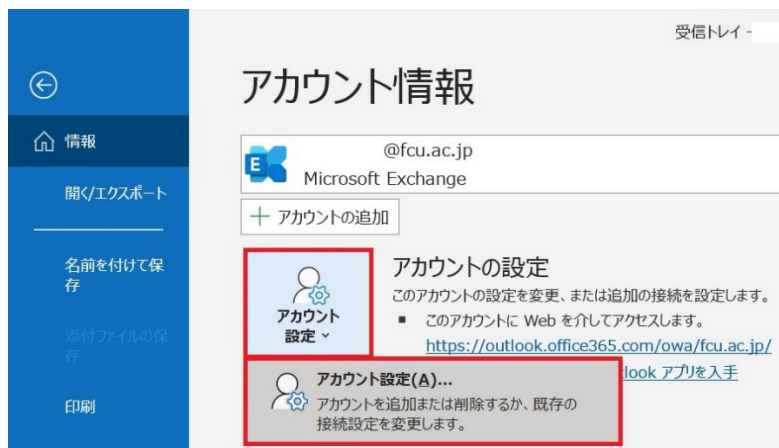 受信トレイ -
アカウント情報
情報
開く/エクスポート
名前を付けて保
存
添付ファイルの保
存
印刷
@fcu.ac.jp
Microsoft Exchange
アカウントの追加
アカウント
設定
アカウントの設定
このアカウントの設定を変更、または追加の接続を設定します。
■ このアカウントに Web を介してアクセスします。
https://outlook.office365.com/owa/fcu.ac.jp/
look アプリを入手
アカウント設定(A)...
アカウントを追加または削除するか、既存の
接続設定を変更します。